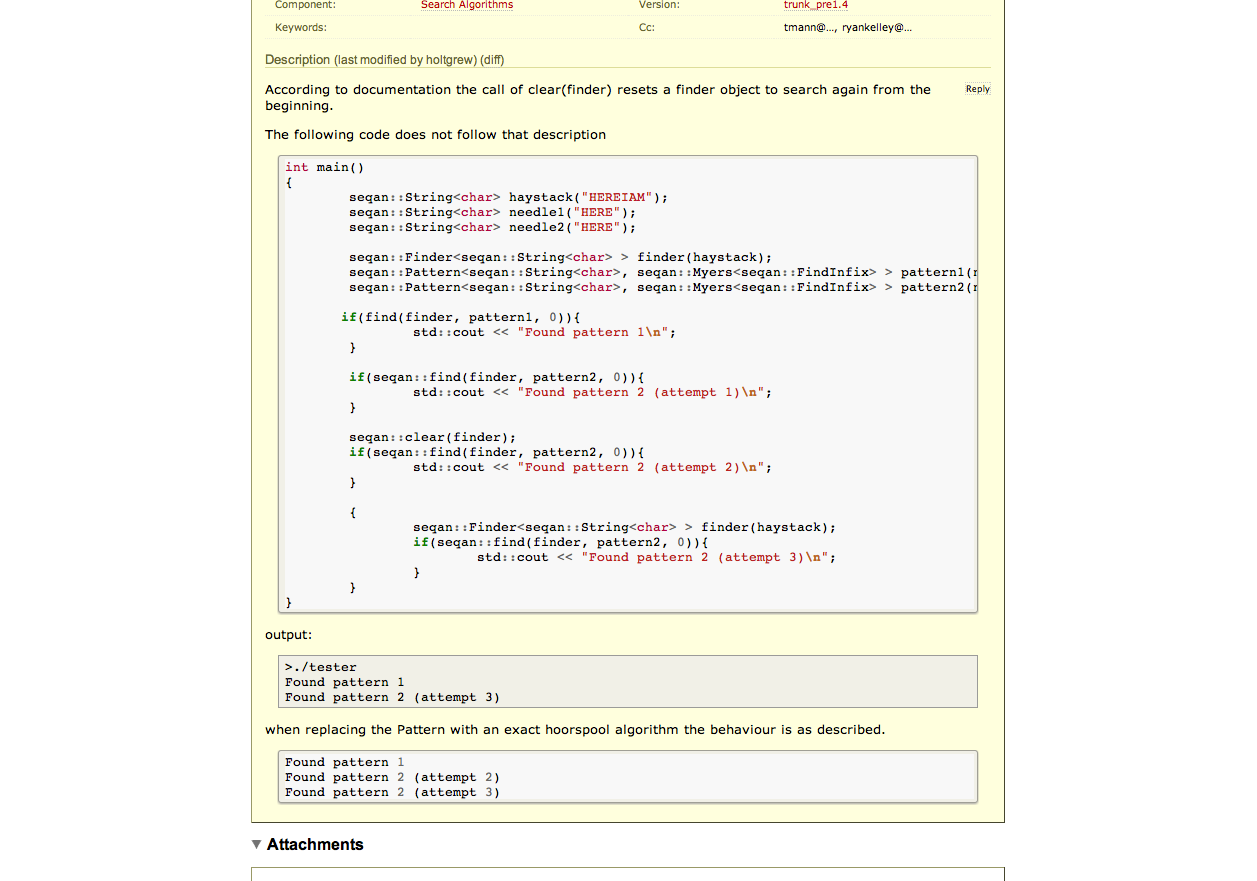 Component: Search Algorithms Version: trunk_pre1.4
Keywords: Cc: tmann@..., ryankelley@...
Description (last modified by holtgrew) (diff)
According to documentation the call of clear(finder) resets a finder object to search again from the Reply
beginning.
The following code does not follow that description
int main()
{
seqan::String<char> haystack("HEREIAM");
seqan::String<char> needle1("HERE");
seqan::String<char> needle2("HERE");
seqan::Finder<seqan::String<char> > finder(haystack);
seqan::Pattern<seqan::String<char>, seqan::Myers<seqan::FindInfix> > pattern1(
seqan::Pattern<seqan::String<char>, seqan::Myers<seqan::FindInfix> > pattern2(
if(find(finder, pattern1, 0)){
std::cout << "Found pattern 1\n";
}
if(seqan::find(finder, pattern2, 0)){
std::cout << "Found pattern 2 (attempt 1)\n";
}
seqan::clear(finder);
if(seqan::find(finder, pattern2, 0)){
std::cout << "Found pattern 2 (attempt 2)\n";
}
{
seqan::Finder<seqan::String<char> > finder(haystack);
if(seqan::find(finder, pattern2, 0)){
std::cout << "Found pattern 2 (attempt 3)\n";
}
}
}
output:
>./tester
Found pattern 1
Found pattern 2 (attempt 3)
when replacing the Pattern with an exact hoorspool algorithm the behaviour is as described.
Found pattern 1
Found pattern 2 (attempt 2)
Found pattern 2 (attempt 3)
Attachments